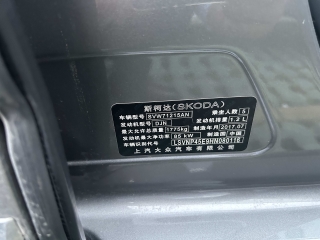 斯柯达(SKODA)
车辆型号 SVW71215AN 乘坐人数 5
发动机型号 DJN 发动机排量 1.2 L
最大允许总质量 1775kg 制造年月 2017.07
发动机最大净功率 85 kW 制造国 中国
车辆识别代号 LSVNP45E9HN080116
上汽大众汽车有限公司